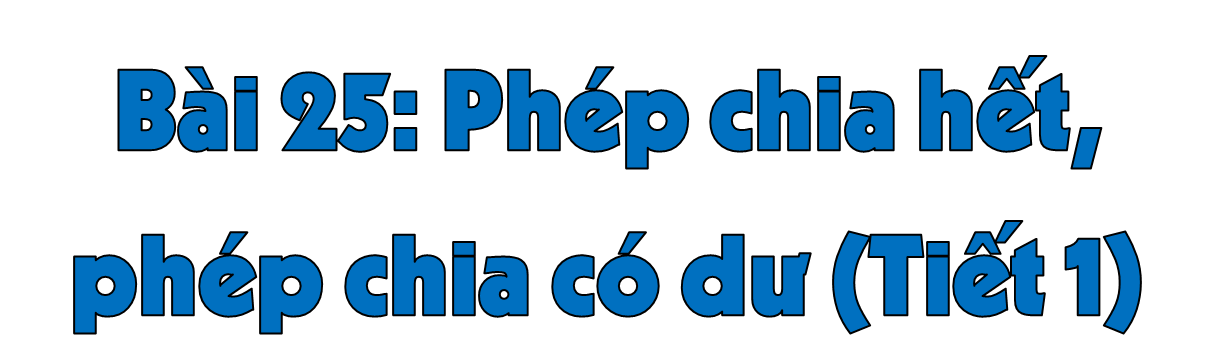 Bài 25: Phép chia hết,
phép chia có dư (Tiết 1)